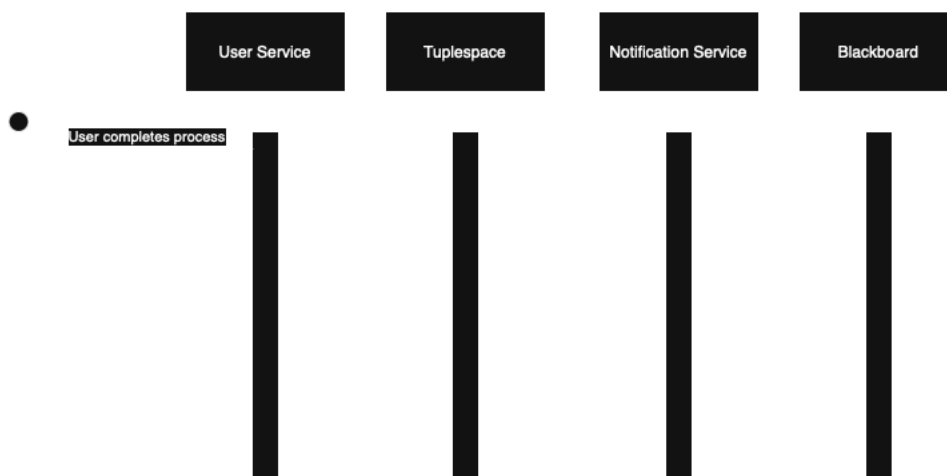 User Service
Tuplespace
Notification Service
Blackboard
User completes process